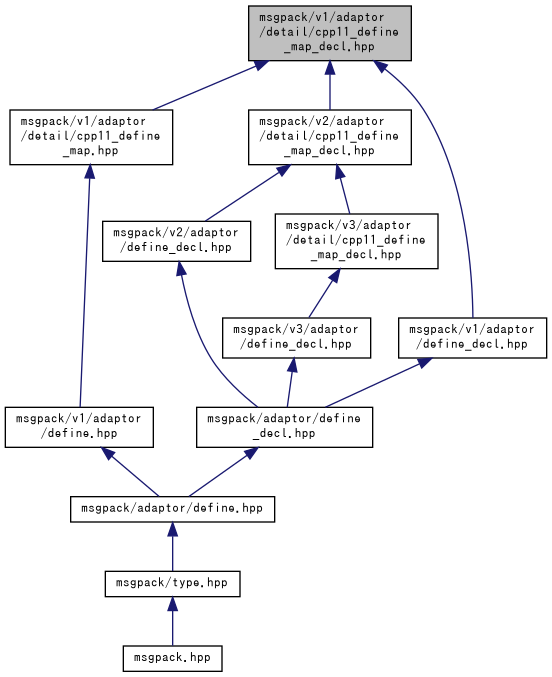 msgpack/v1/adaptor
/detail/cpp11_define
_map_decl.hpp
msgpack/v1/adaptor
/detail/cpp11_define
_map.hpp
msgpack/v2/adaptor
/detail/cpp11_define
_map_decl.hpp
msgpack/v2/adaptor
/define_decl.hpp
msgpack/v3/adaptor
/detail/cpp11_define
_map_decl.hpp
msgpack/v3/adaptor
/define_decl.hpp
msgpack/v1/adaptor
/define_decl.hpp
msgpack/v1/adaptor
/define.hpp
msgpack/adaptor/define
_decl.hpp
msgpack/adaptor/define.hpp
msgpack/type.hpp
msgpack.hpp